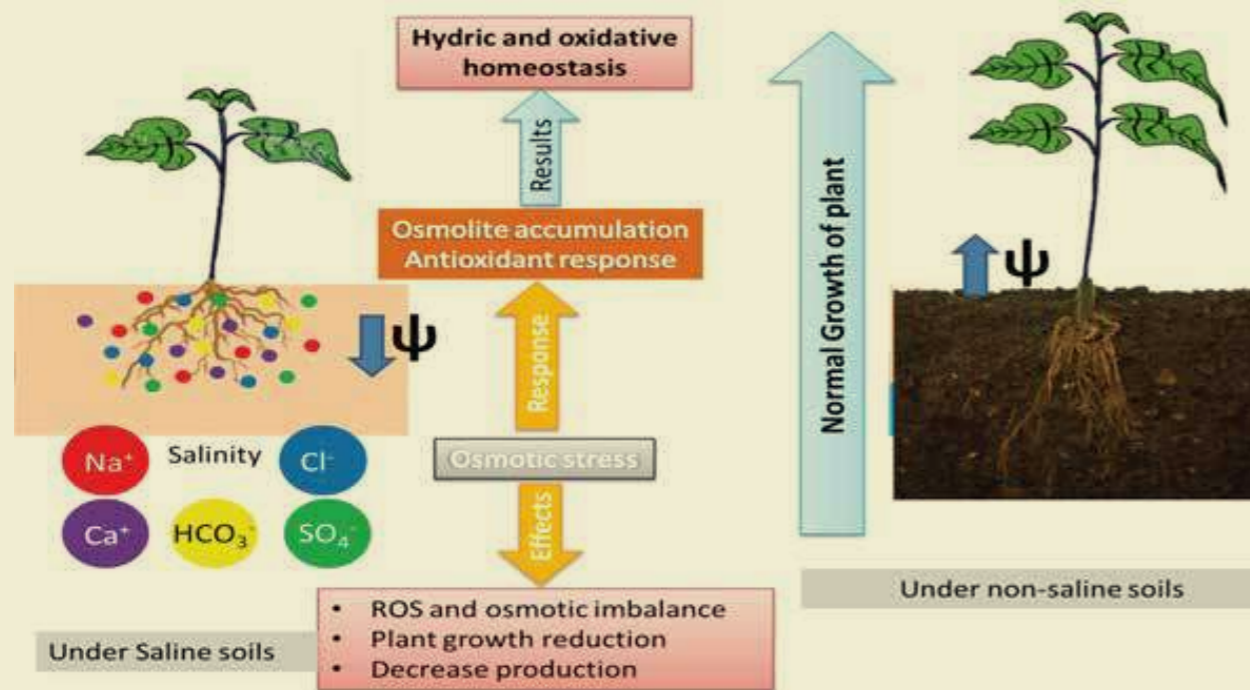 Hydric and oxidative
homeostasis
Results
Osmolite accumulation
Antioxidant response
Response
Osmotic stress
Effects
• ROS and osmotic imbalance
• Plant growth reduction
• Decrease production
ψ
Na⁺
Salinity
Cl⁻
Ca⁺
HCO₃⁻
SO₄⁻
Under Saline soils
Normal Growth of plant
ψ
Under non-saline soils